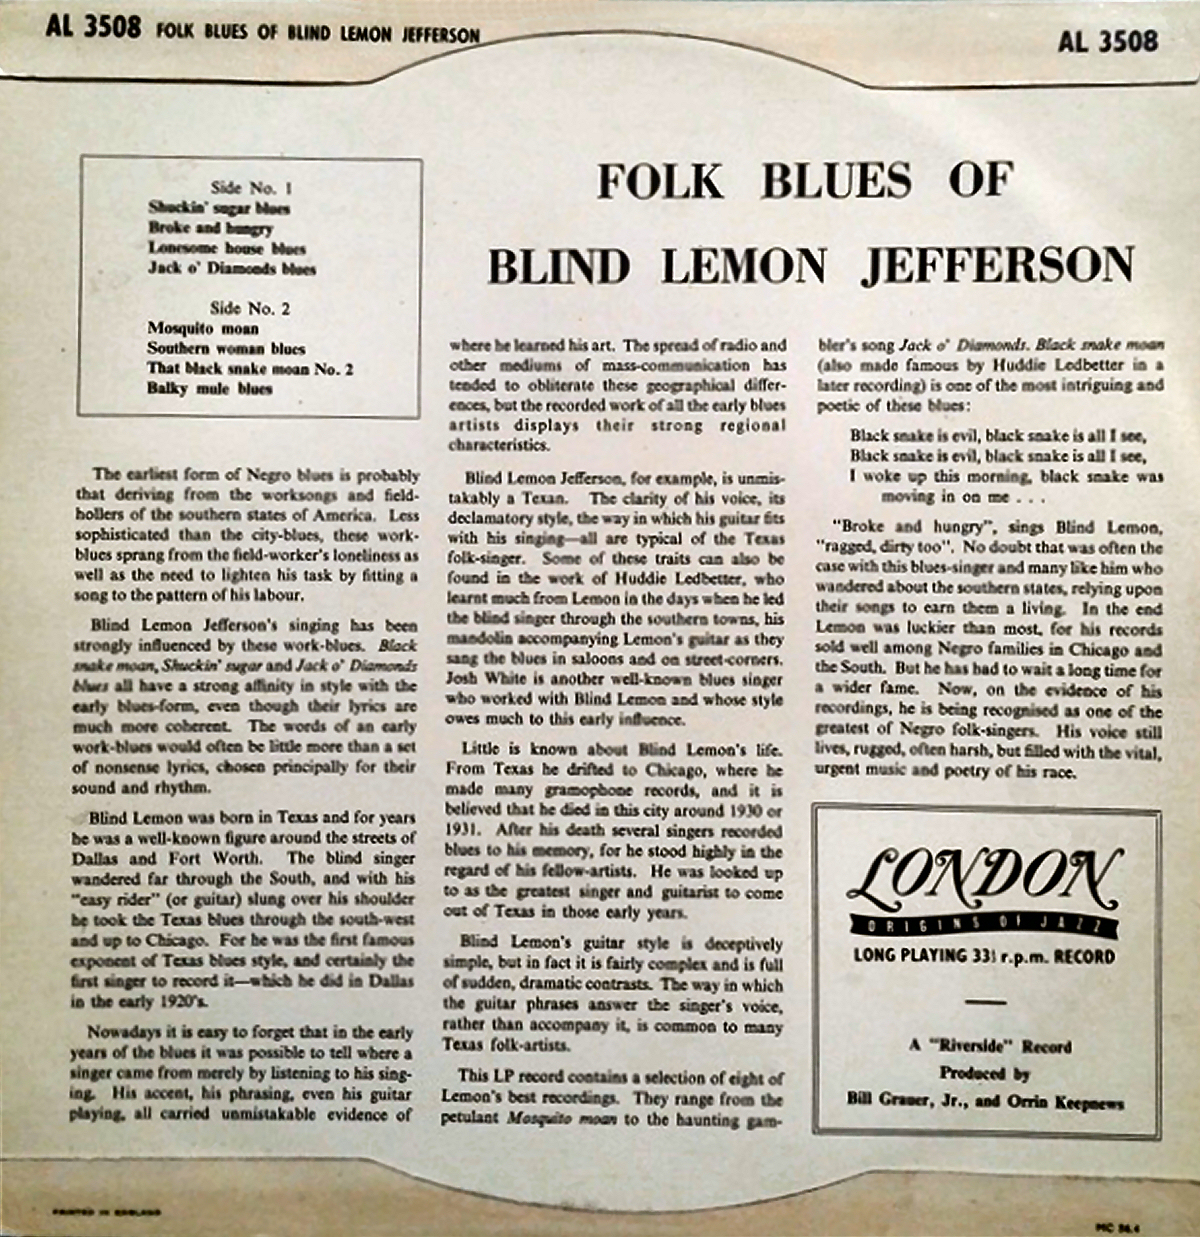 AL 3508 FOLK BLUES OF BLIND LEMON JEFFERSON
AL 3508
FOLK BLUES OF
BLIND LEMON JEFFERSON
Side No. 1
Shuckin' sugar blues
Broke and hungry
Lonesome house blues
Jack o' Diamonds blues
Side No. 2
Mosquito moan
Southern woman blues
That black snake moan No. 2
Balky mule blues
The earliest form of Negro blues is probably
that deriving from the worksongs and field-
hollers of the southern states of America. Less
sophisticated than the city-blues, these work-
blues sprang from the field-worker's loneliness as
well as the need to lighten his task by fitting a
song to the pattern of his labour.
Blind Lemon Jefferson's singing has been
strongly influenced by these work-blues. Black
snake moan, Shuckin' sugar and Jack o' Diamonds
blues all have a strong affinity in style with the
early blues-form, even though their lyrics are
much more coherent. The words of an early
work-blues would often be little more than a set
of nonsense lyrics, chosen principally for their
sound and rhythm.
Blind Lemon was born in Texas and for years
he was a well-known figure around the streets of
Dallas and Fort Worth. The blind singer
wandered far through the South, and with his
"easy rider" (or guitar) slung over his shoulder
he took the Texas blues through the south-west
and up to Chicago. For he was the first famous
exponent of Texas blues style, and certainly the
first singer to record it—which he did in Dallas
in the early 1920's.
Nowadays it is easy to forget that in the early
years of the blues it was possible to tell where a
singer came from merely by listening to his sing-
ing. His accent, his phrasing, even his guitar
playing, all carried unmistakable evidence of
where he learned his art. The spread of radio and
other mediums of mass-communication has
tended to obliterate these geographical differ-
ences, but the recorded work of all the early blues
artists displays their strong regional
characteristics.
Blind Lemon Jefferson, for example, is unmis-
takably a Texan. The clarity of his voice, its
declamatory style, the way in which his guitar fits
with his singing—all are typical of the Texas
folk-singer. Some of these traits can also be
found in the work of Huddie Ledbetter, who
learnt much from Lemon in the days when he led
the blind singer through the southern towns, his
mandolin accompanying Lemon's guitar as they
sang the blues in saloons and on street-corners.
Josh White is another well-known blues singer
who worked with Blind Lemon and whose style
owes much to this early influence.
Little is known about Blind Lemon's life.
From Texas he drifted to Chicago, where he
made many gramophone records, and it is
believed that he died in this city around 1930 or
1931. After his death several singers recorded
blues to his memory, for he stood highly in the
regard of his fellow-artists. He was looked up
to as the greatest singer and guitarist to come
out of Texas in those early years.
Blind Lemon's guitar style is deceptively
simple, but in fact it is fairly complex and is full
of sudden, dramatic contrasts. The way in which
the guitar phrases answer the singer's voice,
rather than accompany it, is common to many
Texas folk-artists.
This LP record contains a selection of eight of
Lemon's best recordings. They range from the
petulant Mosquito moan to the haunting gam-
bler's song Jack o' Diamonds. Black snake moan
(also made famous by Huddie Ledbetter in a
later recording) is one of the most intriguing and
poetic of these blues:
Black snake is evil, black snake is all I see,
Black snake is evil, black snake is all I see,
I woke up this morning, black snake was
moving in on me . . .
"Broke and hungry", sings Blind Lemon,
"ragged, dirty too". No doubt that was often the
case with this blues-singer and many like him who
wandered about the southern states, relying upon
their songs to earn them a living. In the end
Lemon was luckier than most, for his records
sold well among Negro families in Chicago and
the South. But he has had to wait a long time for
a wider fame. Now, on the evidence of his
recordings, he is being recognised as one of the
greatest of Negro folk-singers. His voice still
lives, rugged, often harsh, but filled with the vital,
urgent music and poetry of his race.
LONDON
ORIGINS OF JAZZ
LONG PLAYING 33⅓ r.p.m. RECORD
A "Riverside" Record
Produced by
Bill Grauer, Jr., and Orrin Keepnews
PRINTED IN ENGLAND
MC 56.4